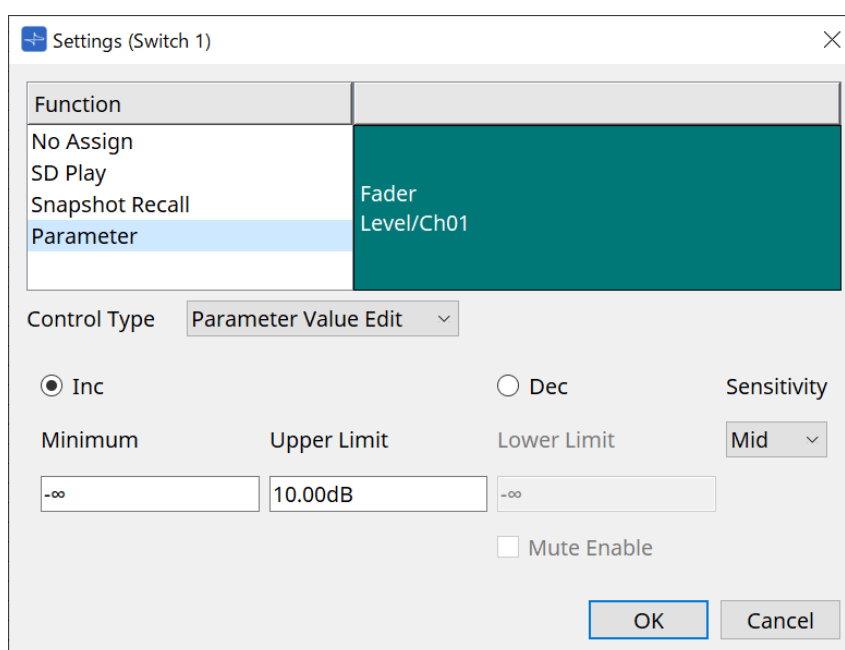 Settings (Switch 1)
Function
No Assign
SD Play
Snapshot Recall
Parameter
Fader
Level/Ch01
Control Type Parameter Value Edit
Inc Dec Sensitivity
Minimum Upper Limit Lower Limit Mid
-∞ 10.00dB -∞
Mute Enable
OK Cancel